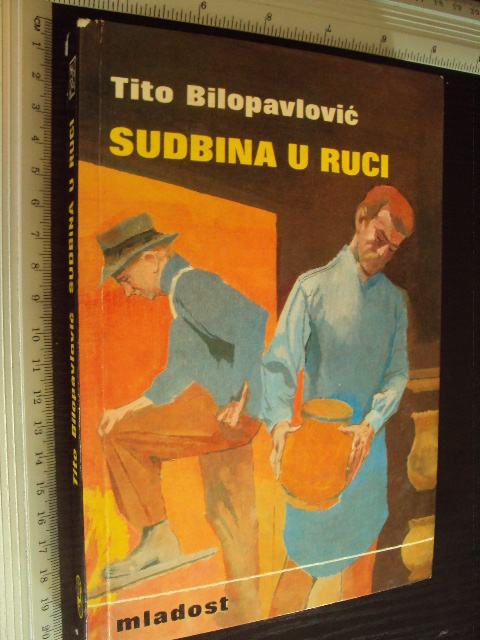 Tito Bilopavlović
SUDBINA U RUCI
mladost
Tito Bilopavlović SUDBINA U RUCI